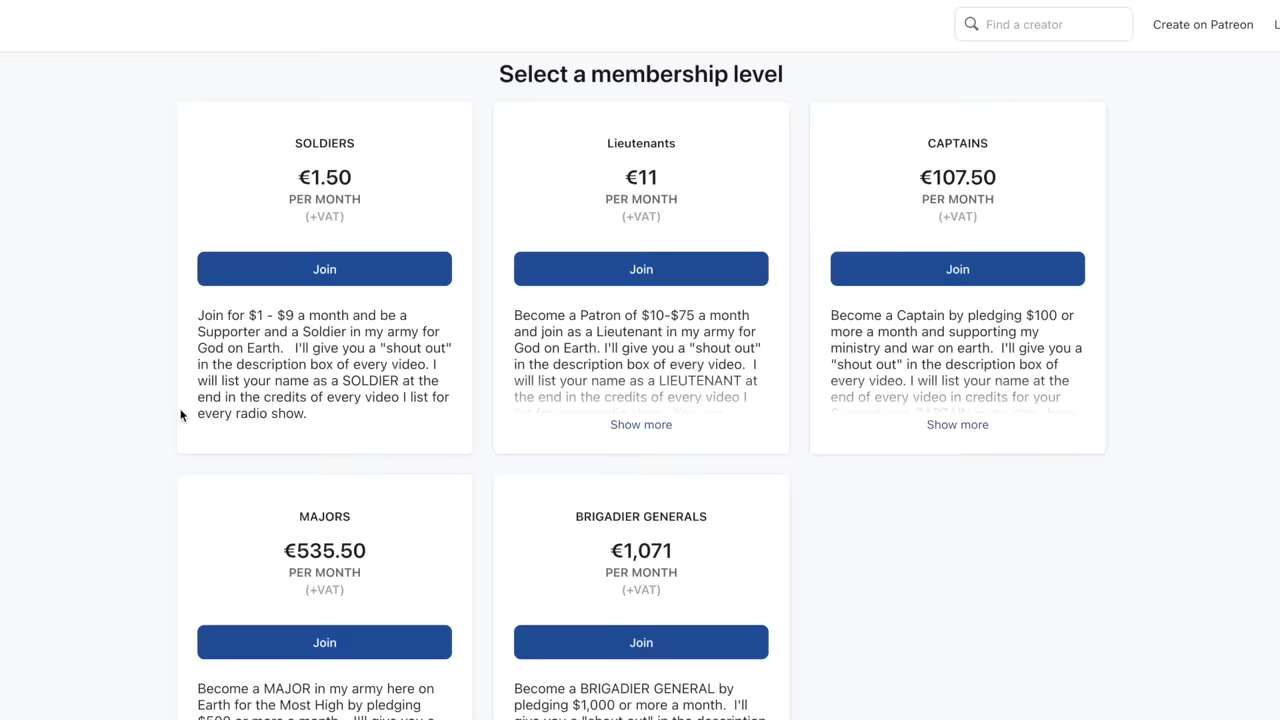 Find a creator
Create on Patreon
Select a membership level
SOLDIERS
€1.50
PER MONTH
(+VAT)
Join
Join for $1 - $9 a month and be a
Supporter and a Soldier in my army for
God on Earth. I'll give you a "shout out"
in the description box of every video. I
will list your name as a SOLDIER at the
end in the credits of every video I list for
every radio show.
Lieutenants
€11
PER MONTH
(+VAT)
Join
Become a Patron of $10-$75 a month
and join as a Lieutenant in my army for
God on Earth. I'll give you a "shout out"
in the description box of every video. I
will list your name as a LIEUTENANT at
the end in the credits of every video I
Show more
CAPTAINS
€107.50
PER MONTH
(+VAT)
Join
Become a Captain by pledging $100 or
more a month and supporting my
ministry and war on earth. I'll give you a
"shout out" in the description box of
every video. I will list your name at the
end of every video in credits for your
Show more
MAJORS
€535.50
PER MONTH
(+VAT)
Join
Become a MAJOR in my army here on
Earth for the Most High by pledging
BRIGADIER GENERALS
€1,071
PER MONTH
(+VAT)
Join
Become a BRIGADIER GENERAL by
pledging $1,000 or more a month. I'll